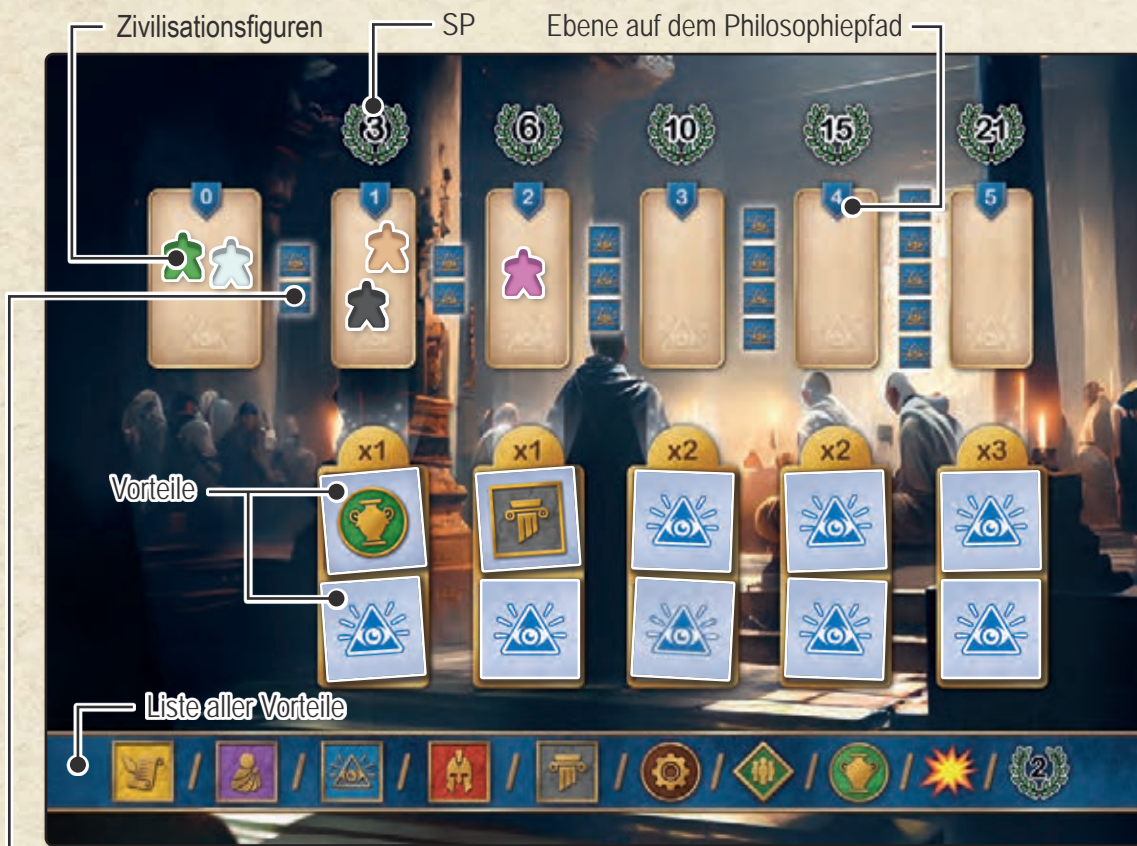 Zivilisationsfiguren SP Ebene auf dem Philosophiepfad
3 6 10 15 21
0 1 2 3 4 5
x1 x1 x2 x2 x3
Vorteile
Liste aller Vorteile
2